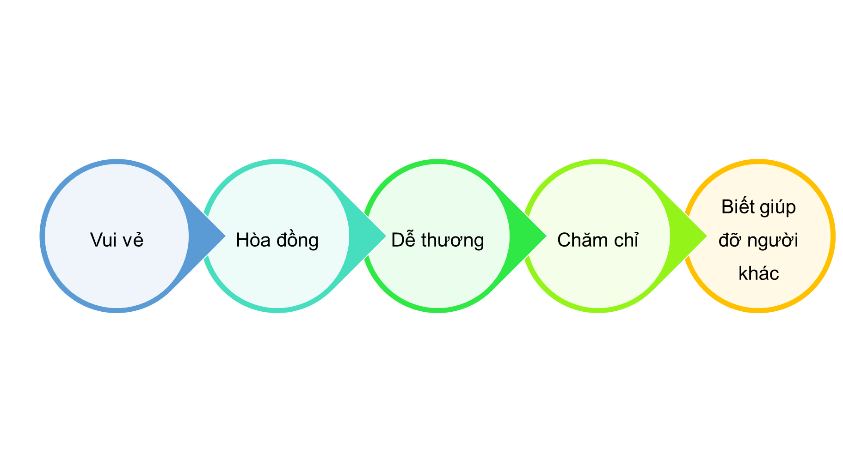 Vui vẻ
Hòa đồng
Dễ thương
Chăm chỉ
Biết giúp
đỡ người
khác